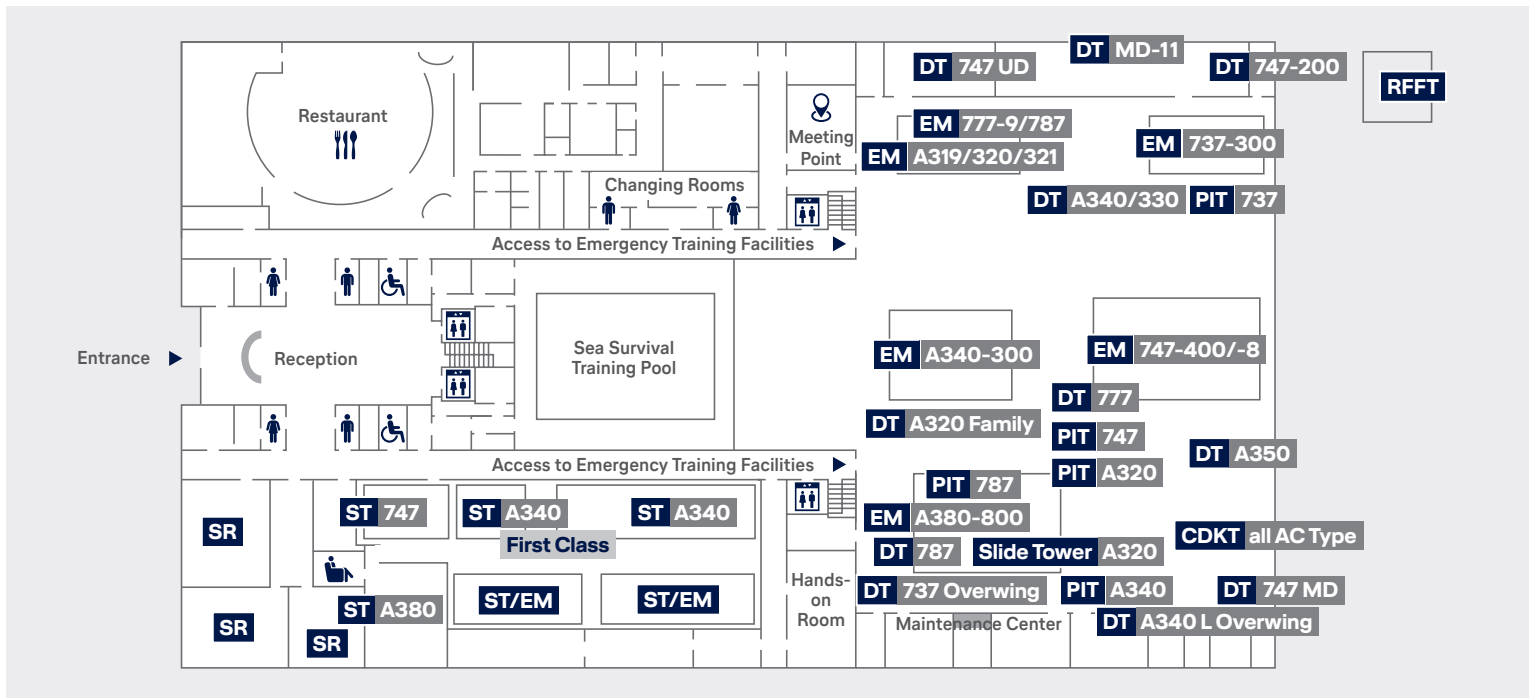 DT MD-11
DT 747 UD
DT 747-200
RFFT
Restaurant
EM 777-9/787
Meeting
Point
EM A319/320/321
EM 737-300
Changing Rooms
DT A340/330
PIT 737
Access to Emergency Training Facilities
Entrance
Reception
Sea Survival
Training Pool
EM A340-300
EM 747-400/-8
DT 777
DT A320 Family
PIT 747
DT A350
Access to Emergency Training Facilities
PIT A320
PIT 787
ST 747
ST A340
First Class
ST A340
EM A380-800
SR
CDKT all AC Type
DT 787
Slide Tower A320
Hands-
on
Room
DT 737 Overwing
PIT A340
DT 747 MD
ST/EM
ST/EM
ST A380
SR
SR
Maintenance Center
DT A340 L Overwing